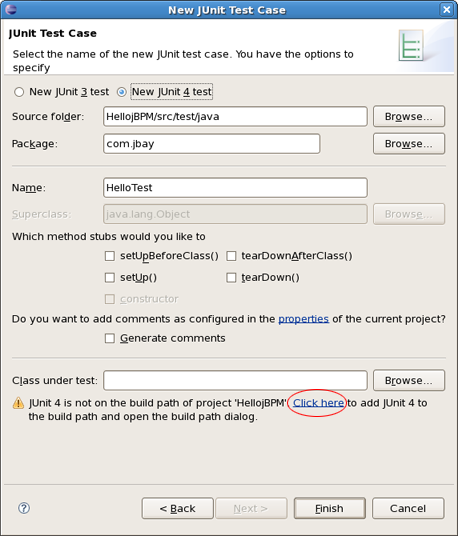 New JUnit Test Case
JUnit Test Case
Select the name of the new JUnit test case. You have the options to
specify
New JUnit 3 test New JUnit 4 test
Source folder: HellojBPM/src/test/java Browse...
Package: com.jbay Browse...
Name: HelloTest
Superclass: java.lang.Object Browse...
Which method stubs would you like to
setUpBeforeClass() tearDownAfterClass()
setUp() tearDown()
constructor
Do you want to add comments as configured in the properties of the current project?
Generate comments
Class under test: Browse...
JUnit 4 is not on the build path of project 'HellojBPM' Click here to add JUnit 4 to
the build path and open the build path dialog.
? < Back Next > Finish Cancel